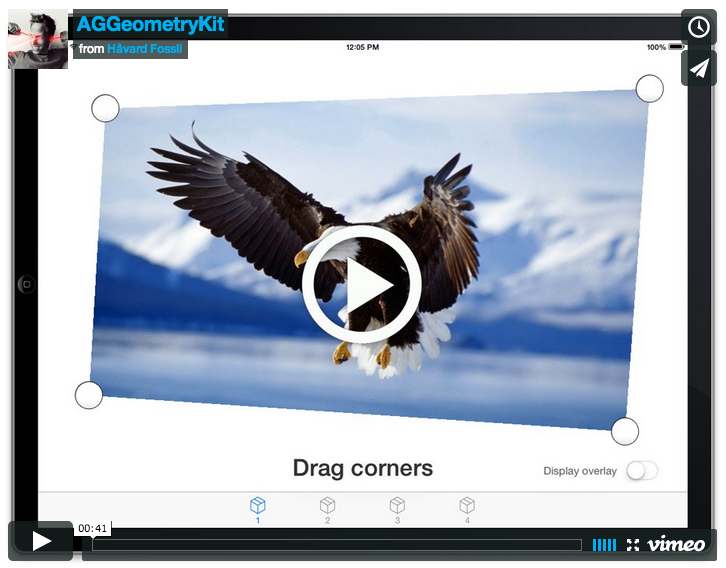 AGGeometryKit
from Håvard Fossli
12:05 PM
100%
Drag corners
Display overlay
1 2 3 4
00:41
vimeo